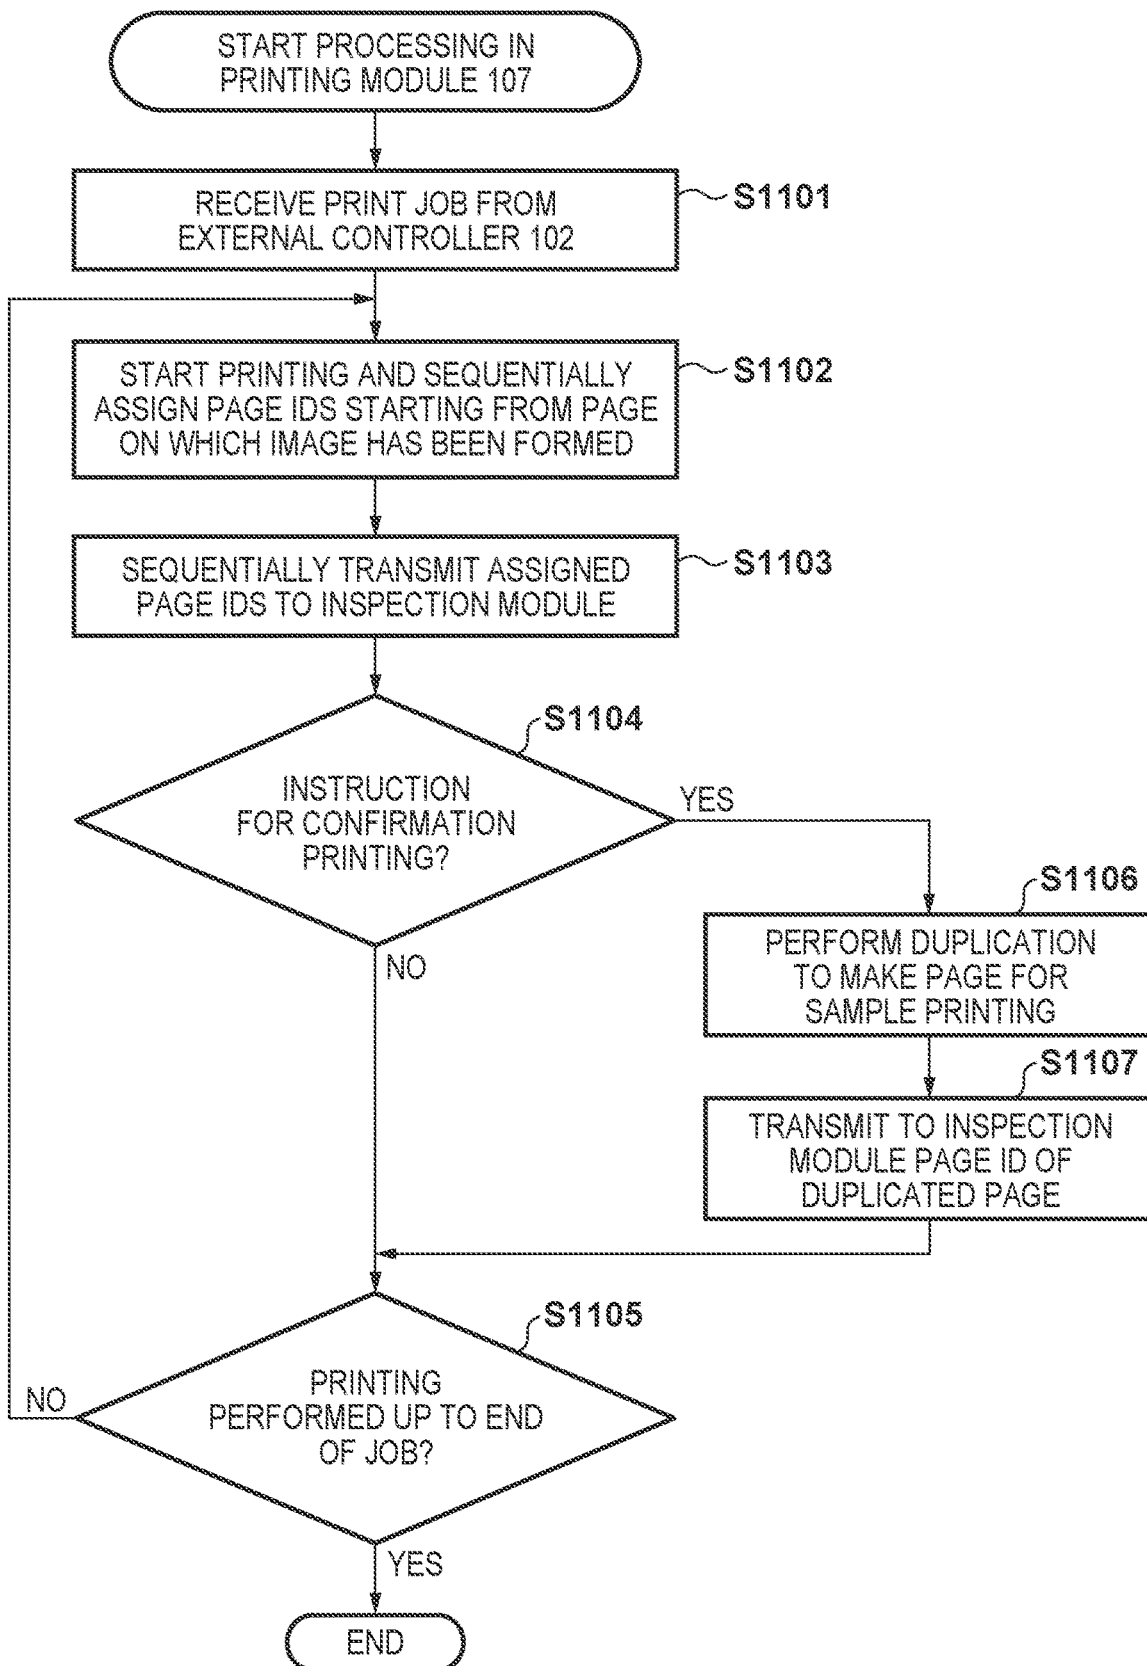 START PROCESSING IN
PRINTING MODULE 107
RECEIVE PRINT JOB FROM
EXTERNAL CONTROLLER 102
S1101
START PRINTING AND SEQUENTIALLY
ASSIGN PAGE IDS STARTING FROM PAGE
ON WHICH IMAGE HAS BEEN FORMED
S1102
SEQUENTIALLY TRANSMIT ASSIGNED
PAGE IDS TO INSPECTION MODULE
S1103
S1104
INSTRUCTION
FOR CONFIRMATION
PRINTING?
YES
NO
S1106
PERFORM DUPLICATION
TO MAKE PAGE FOR
SAMPLE PRINTING
S1107
TRANSMIT TO INSPECTION
MODULE PAGE ID OF
DUPLICATED PAGE
S1105
PRINTING
PERFORMED UP TO END
OF JOB?
NO
YES
END